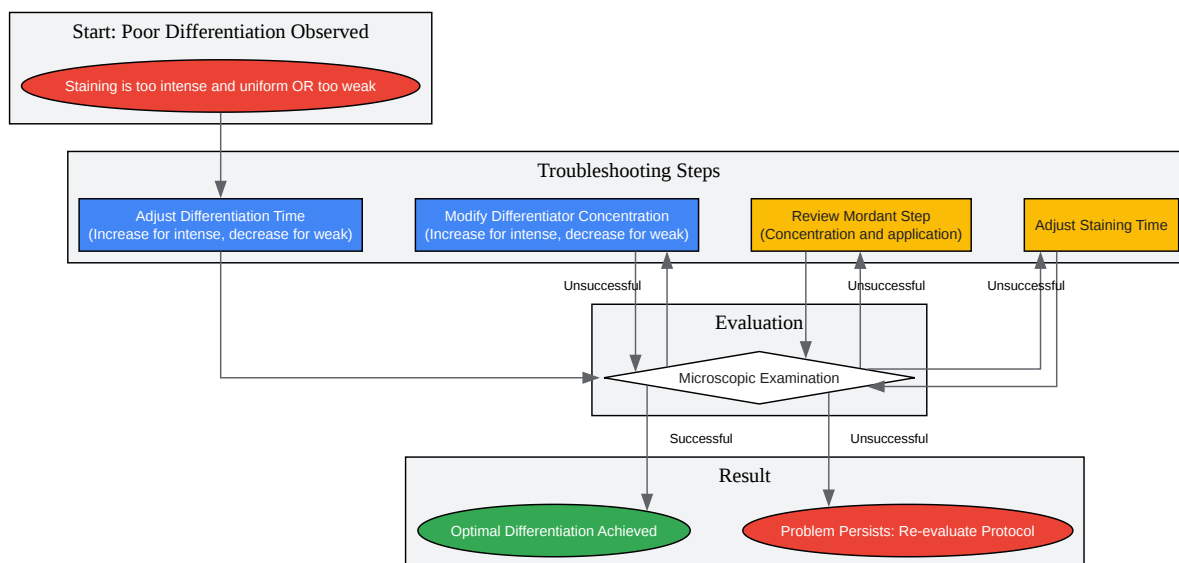 Start: Poor Differentiation Observed
Staining is too intense and uniform OR too weak
Troubleshooting Steps
Adjust Differentiation Time
(Increase for intense, decrease for weak)
Modify Differentiator Concentration
(Increase for intense, decrease for weak)
Review Mordant Step
(Concentration and application)
Adjust Staining Time
Unsuccessful
Unsuccessful
Unsuccessful
Evaluation
Microscopic Examination
Successful
Unsuccessful
Result
Optimal Differentiation Achieved
Problem Persists: Re-evaluate Protocol